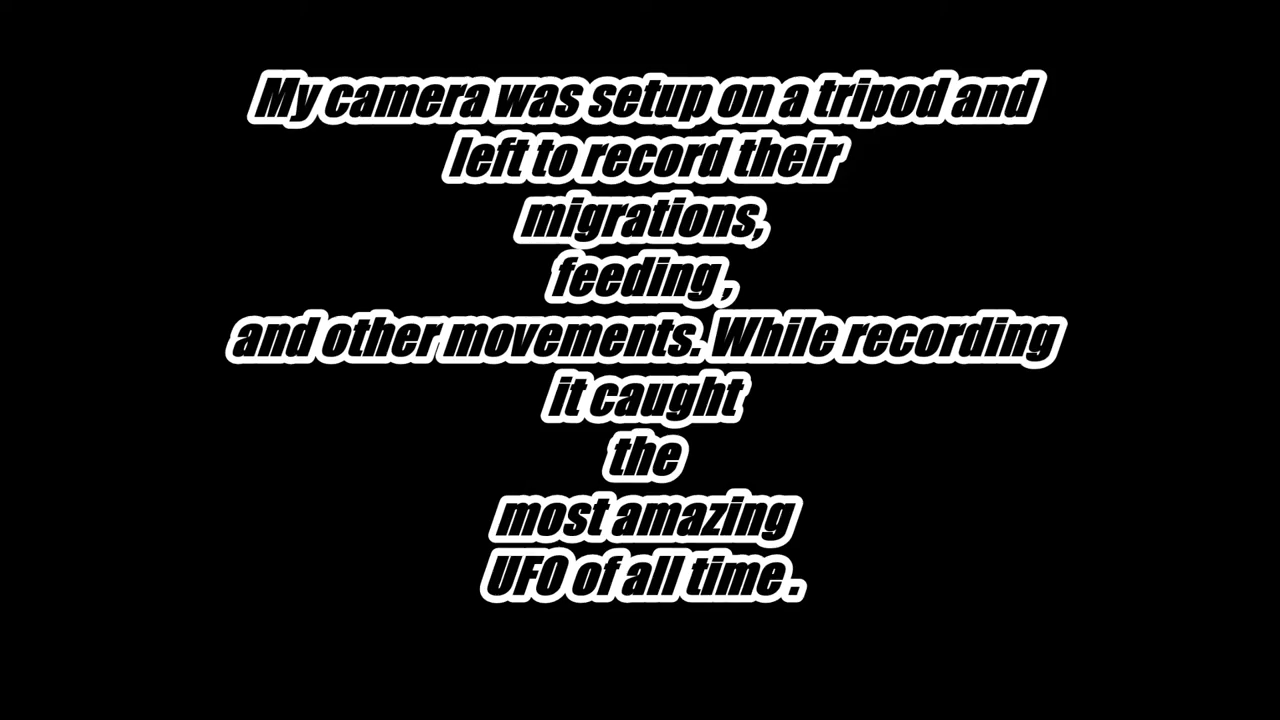 My camera was setup on a tripod and
left to record their
migrations,
feeding ,
and other movements. While recording
it caught
the
most amazing
UFO of all time .